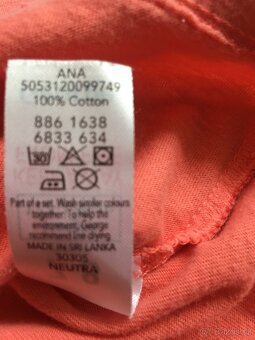 ANA
5053120099749
100% Cotton
886 1638
6833 634
30
Part of a set. Wash similar colours
together. To help the
environment, George
recommend line drying.
MADE IN SRI LANKA
30305
NEUTRA